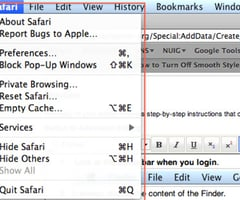 Safari File Edit View History Bookmarks Window
About Safari
Report Bugs to Apple...
org/Special:AddData/Create
NS NUIG Google Tools
Preferences... ⌘,
Block Pop-Up Windows ⇧⌘K
How to Turn Off Smooth Style
Private Browsing...
Reset Safari...
Empty Cache... ⌥⌘E
step-by-step instructions that c
Services
B I U
Hide Safari ⌘H
Hide Others ⌥⌘H
bar when you login.
Show All
Quit Safari ⌘Q
e content of the Finder.